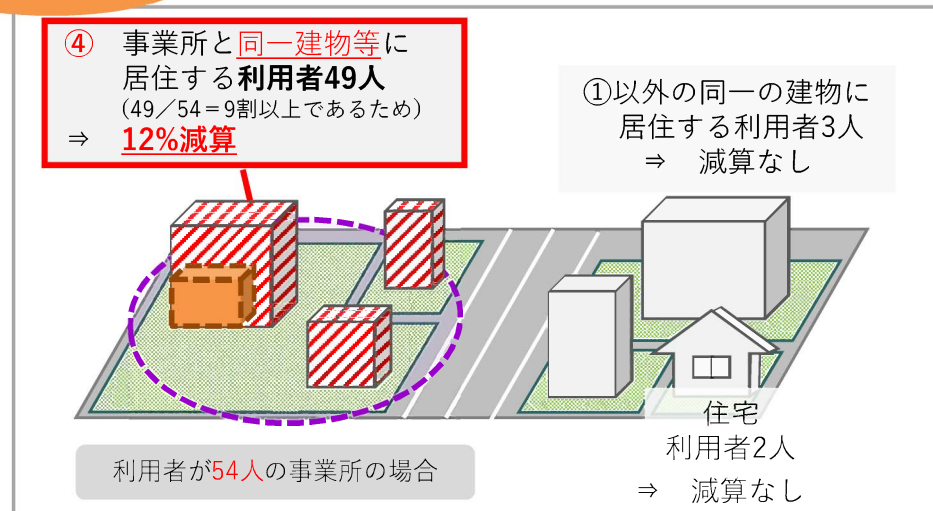 ④ 事業所と同一建物等に
居住する利用者49人
(49／54＝9割以上であるため)
⇒ 12%減算
①以外の同一の建物に
居住する利用者3人
⇒ 減算なし
住宅
利用者2人
⇒ 減算なし
利用者が54人の事業所の場合